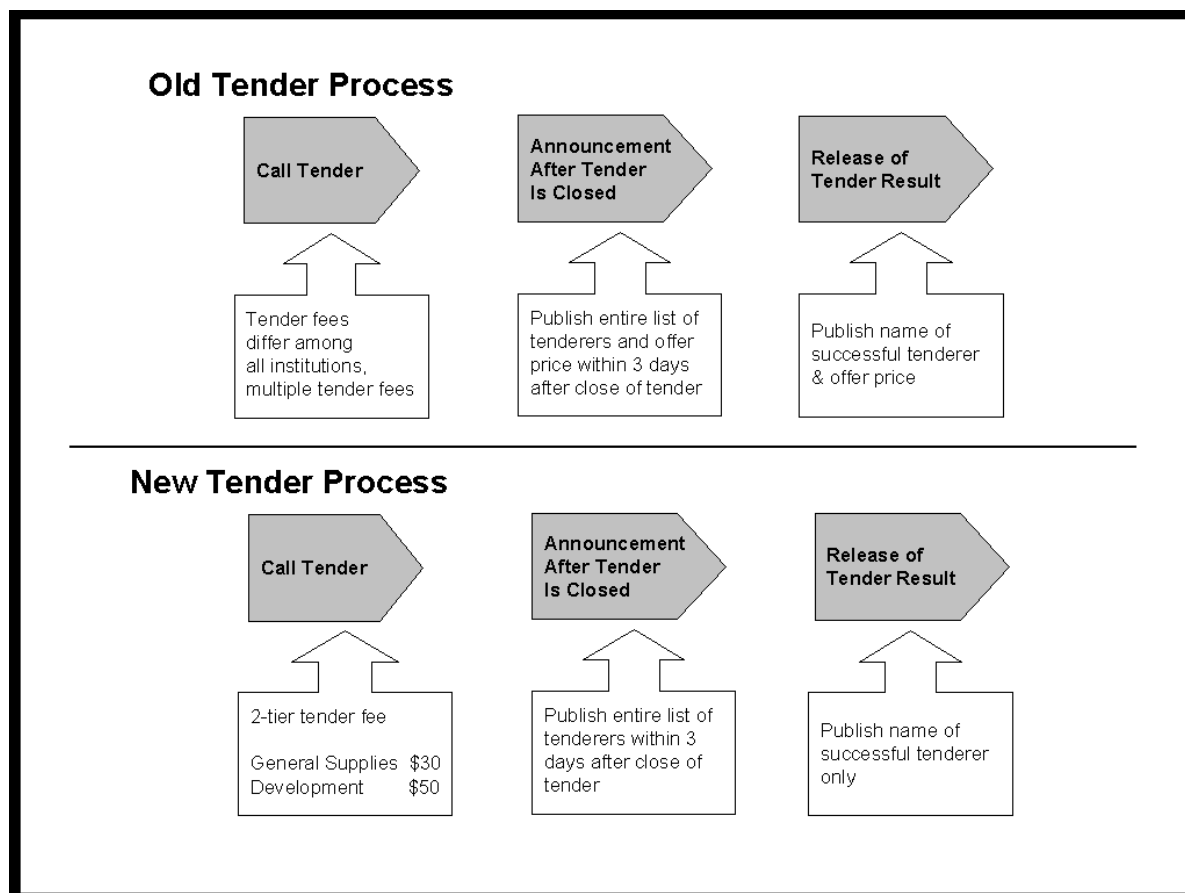 Old Tender Process
Call Tender
Announcement
After Tender
Is Closed
Release of
Tender Result
Tender fees
differ among
all institutions,
multiple tender fees
Publish entire list of
tenderers and offer
price within 3 days
after close of tender
Publish name of
successful tenderer
& offer price
New Tender Process
Call Tender
Announcement
After Tender
Is Closed
Release of
Tender Result
2-tier tender fee
General Supplies $30
Development $50
Publish entire list of
tenderers within 3
days after close of
tender
Publish name of
successful tenderer
only